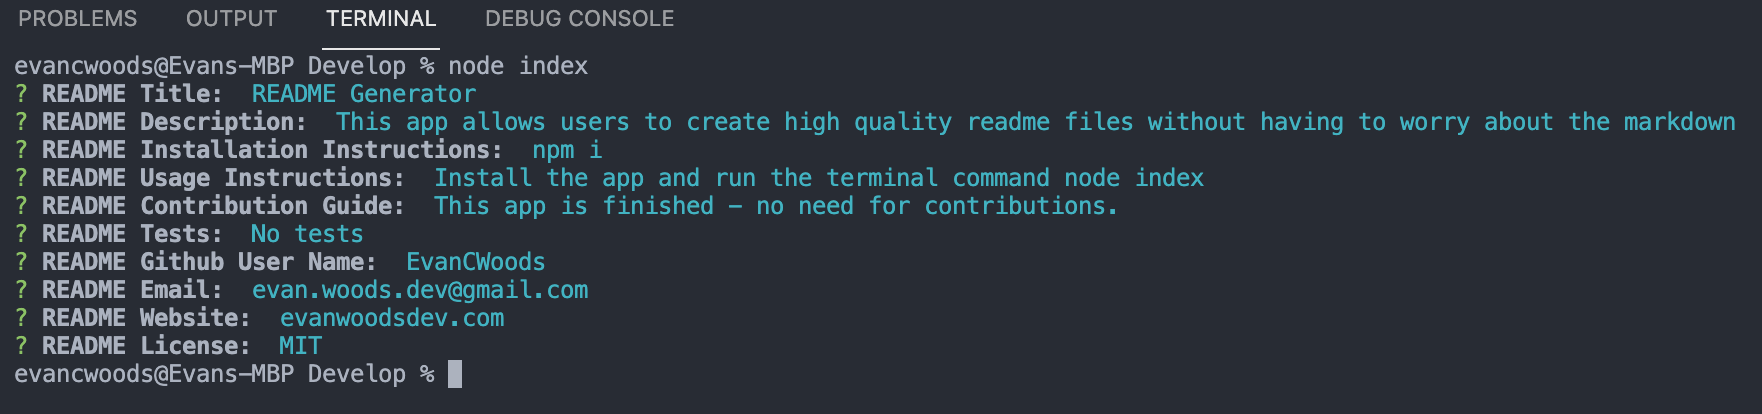 PROBLEMS OUTPUT TERMINAL DEBUG CONSOLE
evancwoods@Evans-MBP Develop % node index
? README Title: README Generator
? README Description: This app allows users to create high quality readme files without having to worry about the markdown
? README Installation Instructions: npm i
? README Usage Instructions: Install the app and run the terminal command node index
? README Contribution Guide: This app is finished – no need for contributions.
? README Tests: No tests
? README Github User Name: EvanCWoods
? README Email: evan.woods.dev@gmail.com
? README Website: evanwoodsdev.com
? README License: MIT
evancwoods@Evans-MBP Develop %